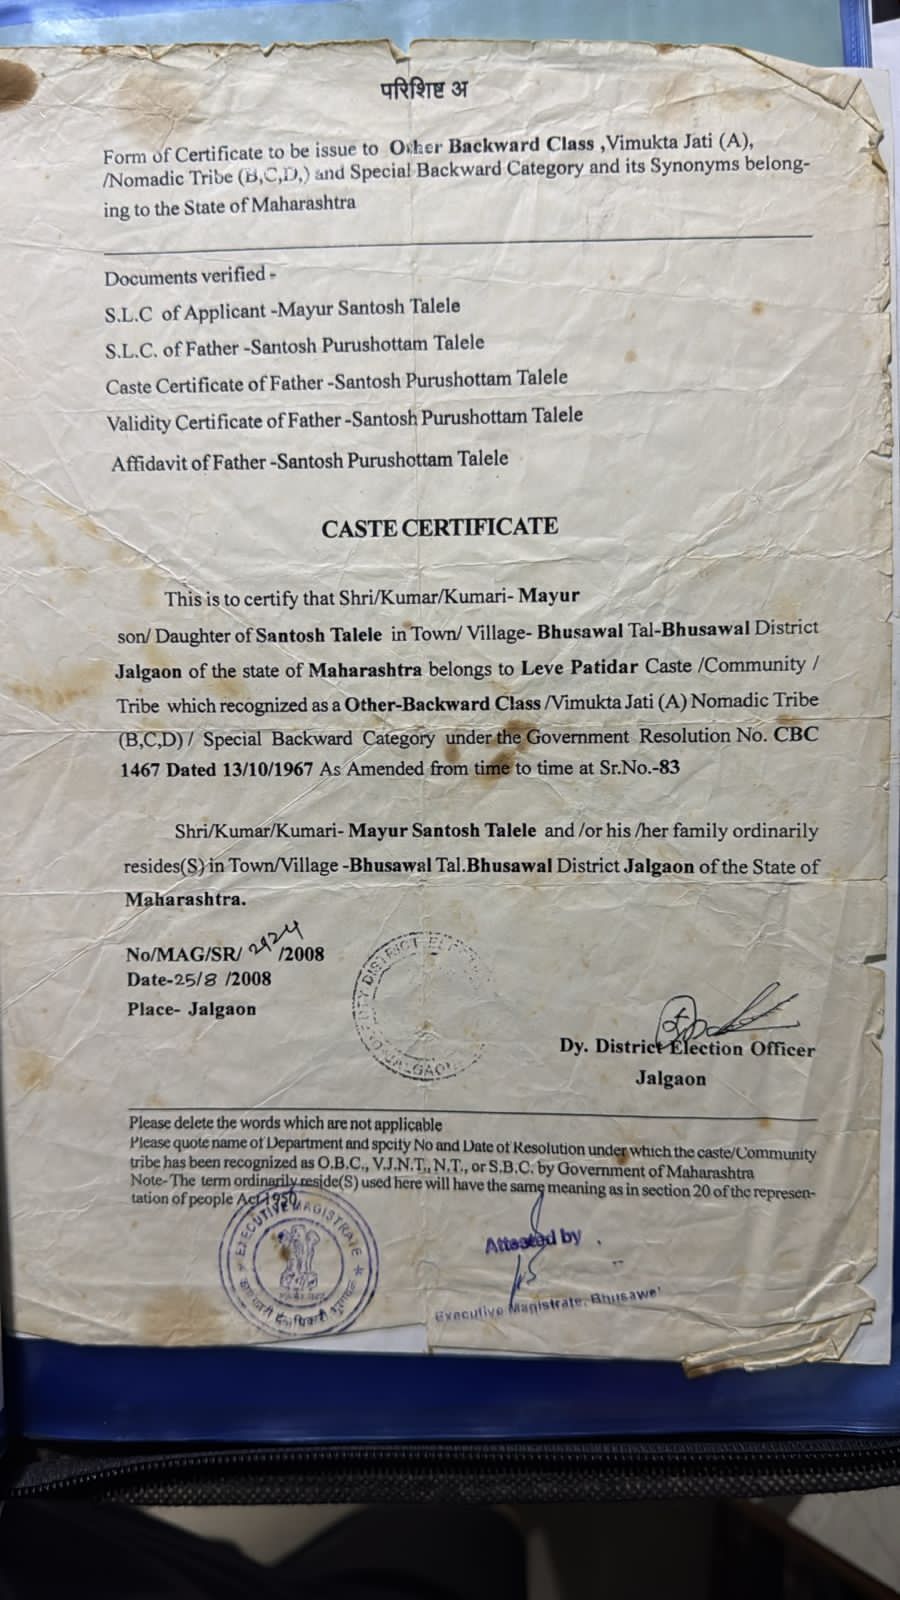 परिशिष्ट अ
Form of Certificate to be issue to Other Backward Class ,Vimukta Jati (A),
/Nomadic Tribe (B,C,D,) and Special Backward Category and its Synonyms belong-
ing to the State of Maharashtra
Documents verified -
S.L.C of Applicant -Mayur Santosh Talele
S.L.C. of Father -Santosh Purushottam Talele
Caste Certificate of Father -Santosh Purushottam Talele
Validity Certificate of Father -Santosh Purushottam Talele
Affidavit of Father -Santosh Purushottam Talele
CASTE CERTIFICATE
This is to certify that Shri/Kumar/Kumari- Mayur
son/ Daughter of Santosh Talele in Town/ Village- Bhusawal Tal-Bhusawal District
Jalgaon of the state of Maharashtra belongs to Leve Patidar Caste /Community /
Tribe which recognized as a Other-Backward Class /Vimukta Jati (A) Nomadic Tribe
(B,C,D) / Special Backward Category under the Government Resolution No. CBC
1467 Dated 13/10/1967 As Amended from time to time at Sr.No.-83
Shri/Kumar/Kumari- Mayur Santosh Talele and /or his /her family ordinarily
resides(S) in Town/Village -Bhusawal Tal.Bhusawal District Jalgaon of the State of
Maharashtra.
No/MAG/SR/ 2924 /2008
Date-25/8 /2008
Place- Jalgaon
DEPUTY DISTRICT ELE
JALGAON
Dy. District Election Officer
Jalgaon
Please delete the words which are not applicable
Please quote name of Department and spcity No and Date of Resolution under which the caste/Community
tribe has been recognized as O.B.C., V.J.N.T., N.T., or S.B.C. by Government of Maharashtra
Note- The term ordinarily reside(S) used here will have the same meaning as in section 20 of the represen-
tation of people Act 1950
EXECUTIVE MAGISTRATE
Attested by
Executive Magistrate, Bhusawal